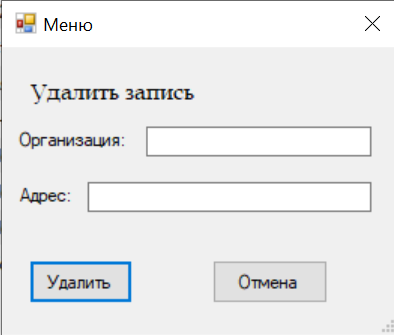 Меню
Удалить запись
Организация:
Адрес:
Удалить Отмена